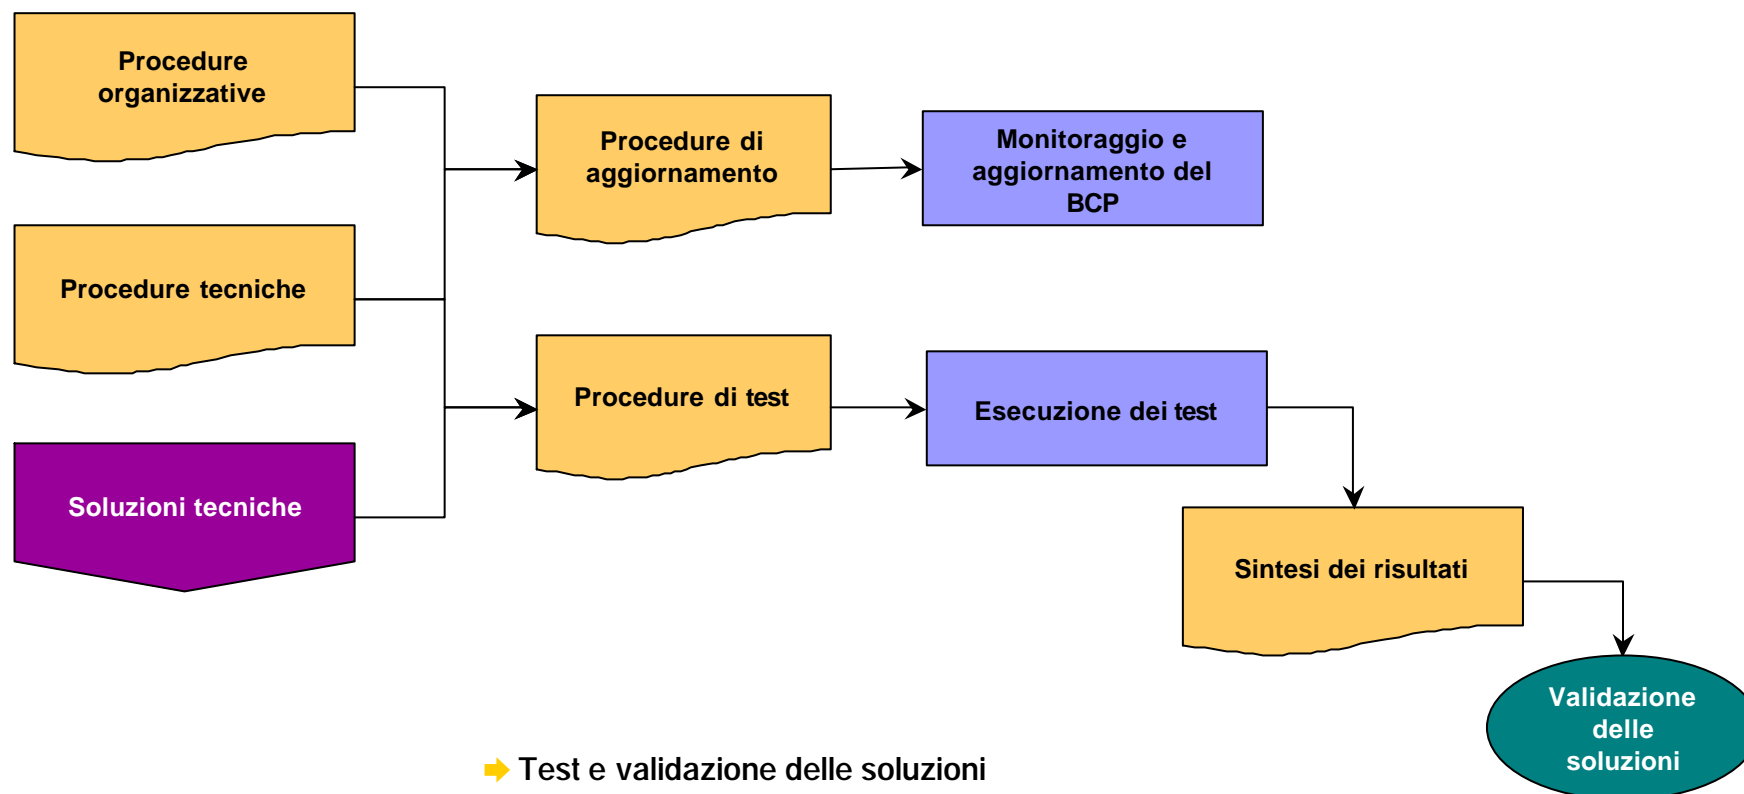 Procedure
organizzative
Procedure di
aggiornamento
Monitoraggio e
aggiornamento del
BCP
Procedure tecniche
Procedure di test
Esecuzione dei test
Soluzioni tecniche
Sintesi dei risultati
Validazione
delle
soluzioni
Test e validazione delle soluzioni